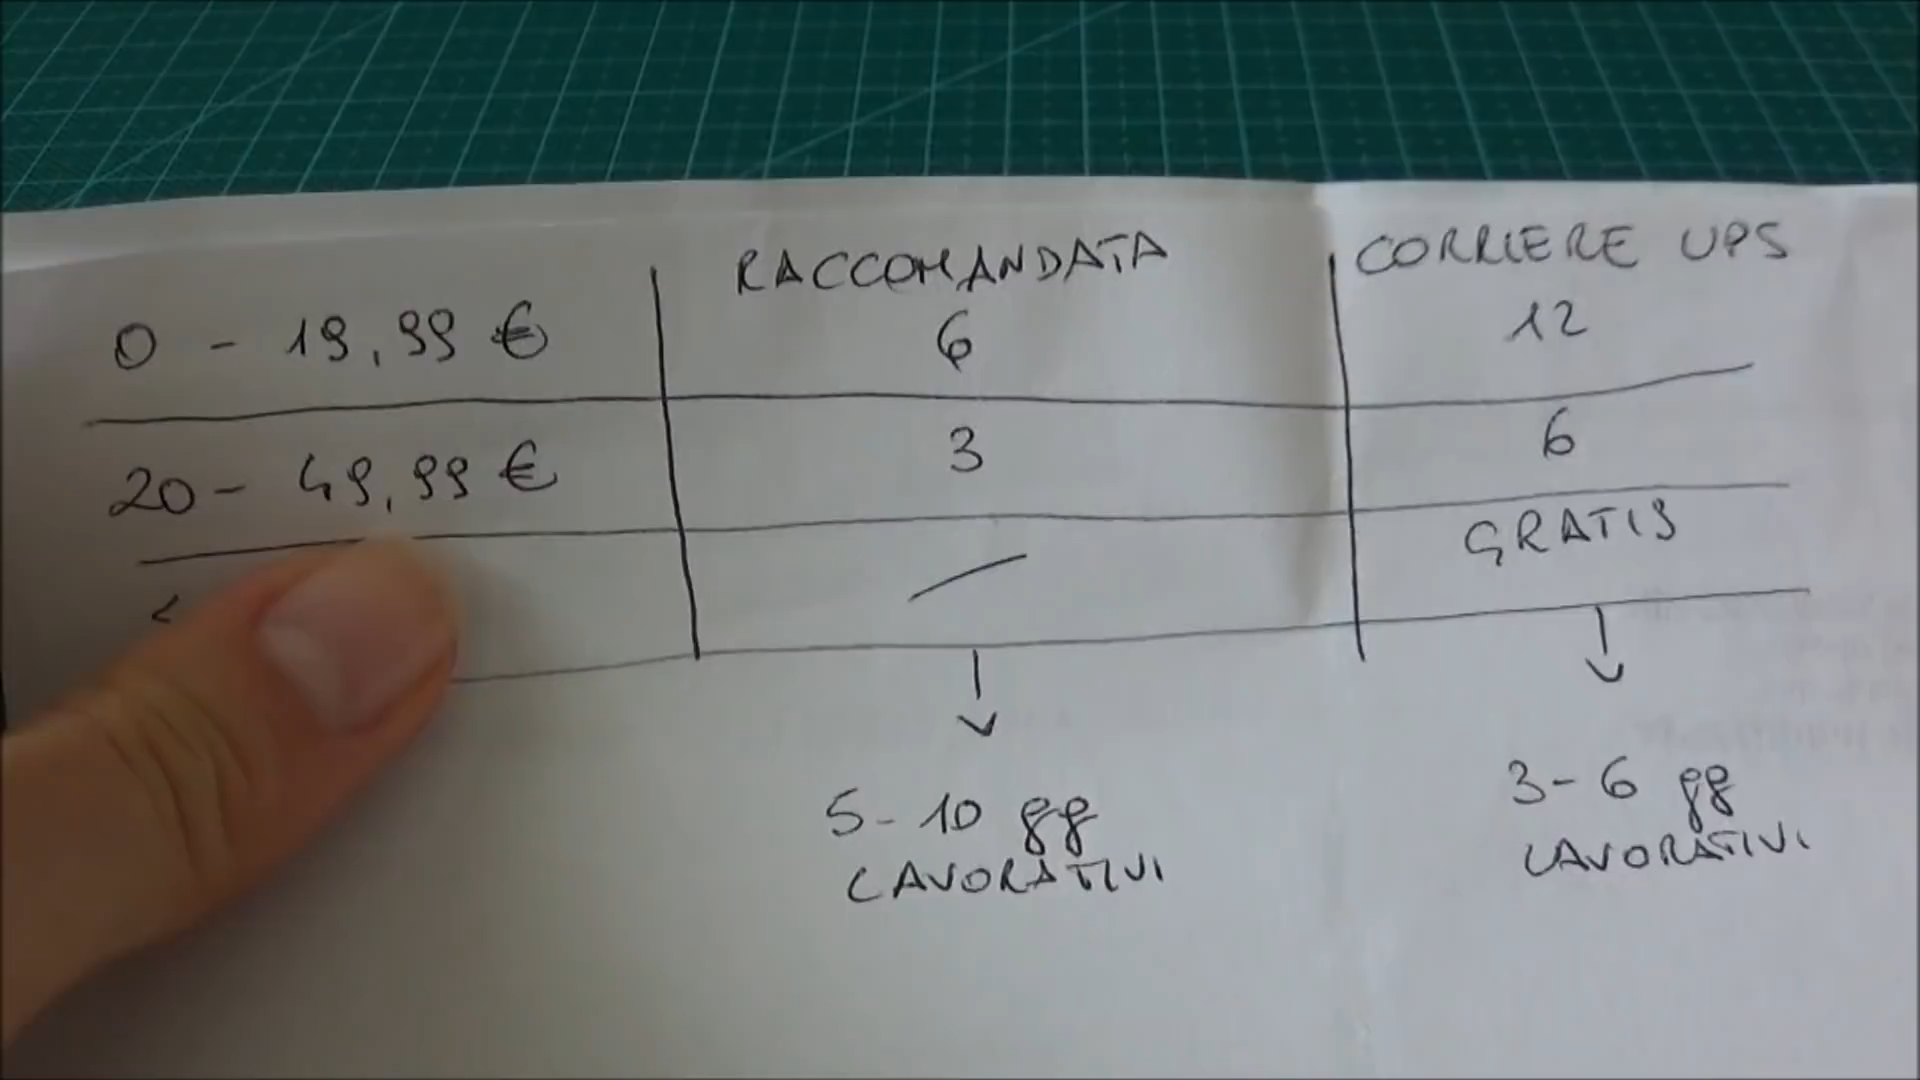 RACCOMANDATA CORRIERE UPS
0 - 19,99 € 6 12
20 - 49,99 € 3 6
GRATIS
5-10 gg 3-6 gg
LAVORATIVI LAVORATIVI